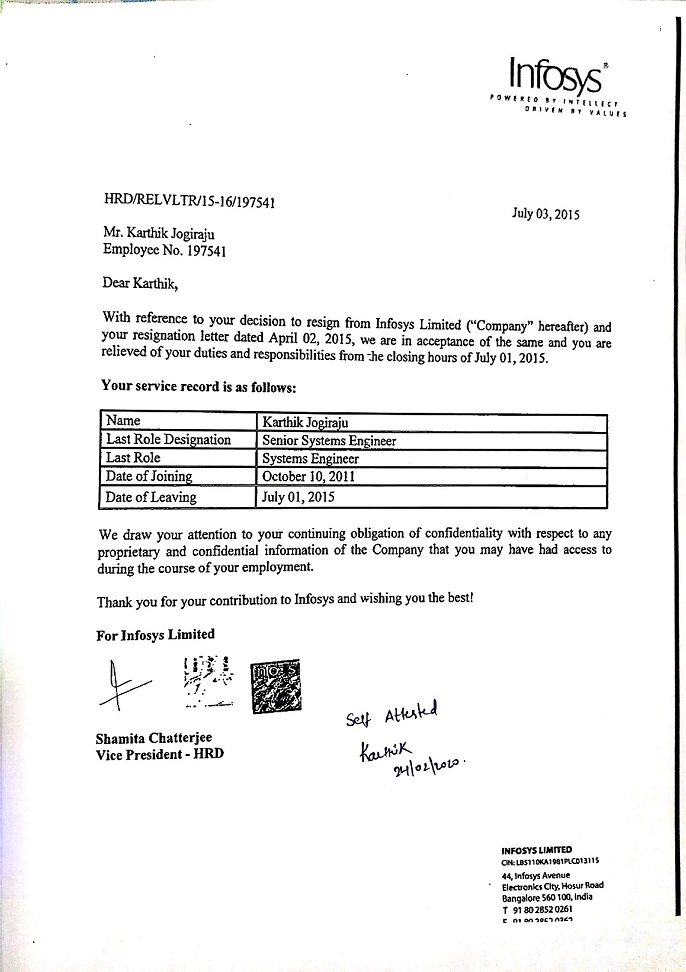 Infosys®
POWERED BY INTELLECT
DRIVEN BY VALUES
HRD/RELVLTR/15-16/197541
July 03, 2015
Mr. Karthik Jogiraju
Employee No. 197541
Dear Karthik,
With reference to your decision to resign from Infosys Limited ("Company" hereafter) and
your resignation letter dated April 02, 2015, we are in acceptance of the same and you are
relieved of your duties and responsibilities from the closing hours of July 01, 2015.
Your service record is as follows:
Name Karthik Jogiraju
Last Role Designation Senior Systems Engineer
Last Role Systems Engineer
Date of Joining October 10, 2011
Date of Leaving July 01, 2015
We draw your attention to your continuing obligation of confidentiality with respect to any
proprietary and confidential information of the Company that you may have had access to
during the course of your employment.
Thank you for your contribution to Infosys and wishing you the best!
For Infosys Limited
Shamita Chatterjee
Vice President - HRD
Self Attested
Karthik
24/02/2020.
INFOSYS LIMITED
CIN: L85110KA1981PLC013115
44, Infosys Avenue
Electronics City, Hosur Road
Bangalore 560 100, India
T 91 80 2852 0261